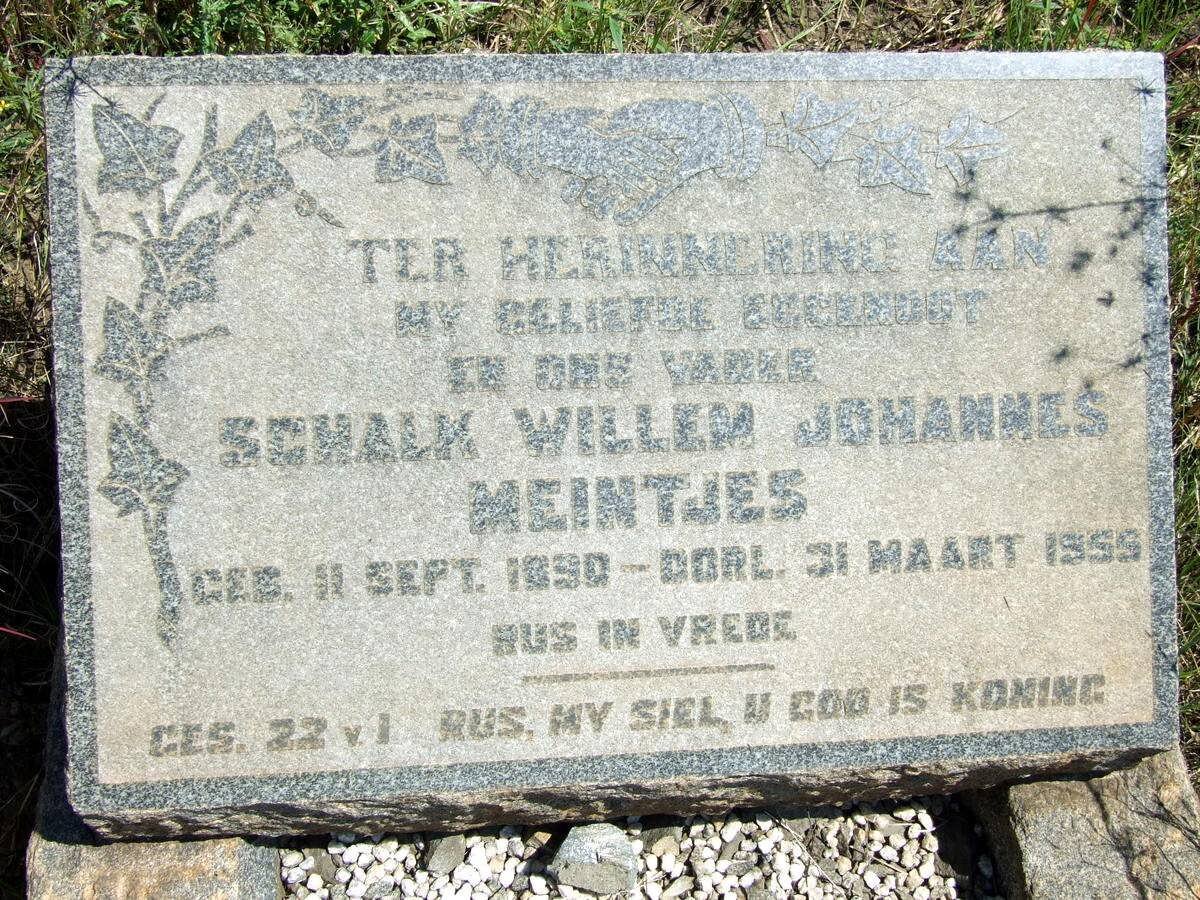 TER HERINNERING AAN
MY GELIEFDE EGGENOOT
EN ONS VADER
SCHALK WILLEM JOHANNES
MEINTJES
GEB. 11 SEPT. 1890 - OORL. 31 MAART 1955
RUS IN VREDE
GES. 22 v 1 RUS, MY SIEL, U GOD IS KONING